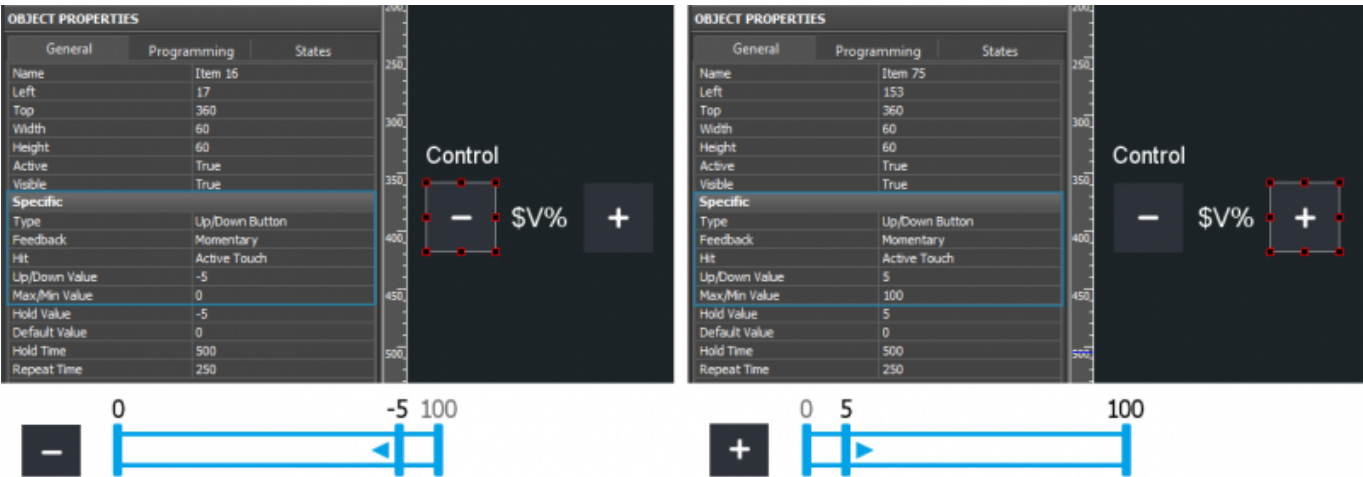 OBJECT PROPERTIES
General Programming States
Name Item 16
Left 17
Top 360
Width 60
Height 60
Active True
Visible True
Specific
Type Up/Down Button
Feedback Momentary
Hit Active Touch
Up/Down Value -5
Max/Min Value 0
Hold Value -5
Default Value 0
Hold Time 500
Repeat Time 250
200
250
300
350
400
450
500
Control
− $V% +
OBJECT PROPERTIES
General Programming States
Name Item 75
Left 153
Top 360
Width 60
Height 60
Active True
Visible True
Specific
Type Up/Down Button
Feedback Momentary
Hit Active Touch
Up/Down Value 5
Max/Min Value 100
Hold Value 5
Default Value 0
Hold Time 500
Repeat Time 250
200
250
300
350
400
450
500
Control
− $V% +
0 -5 100
−
0 5 100
+